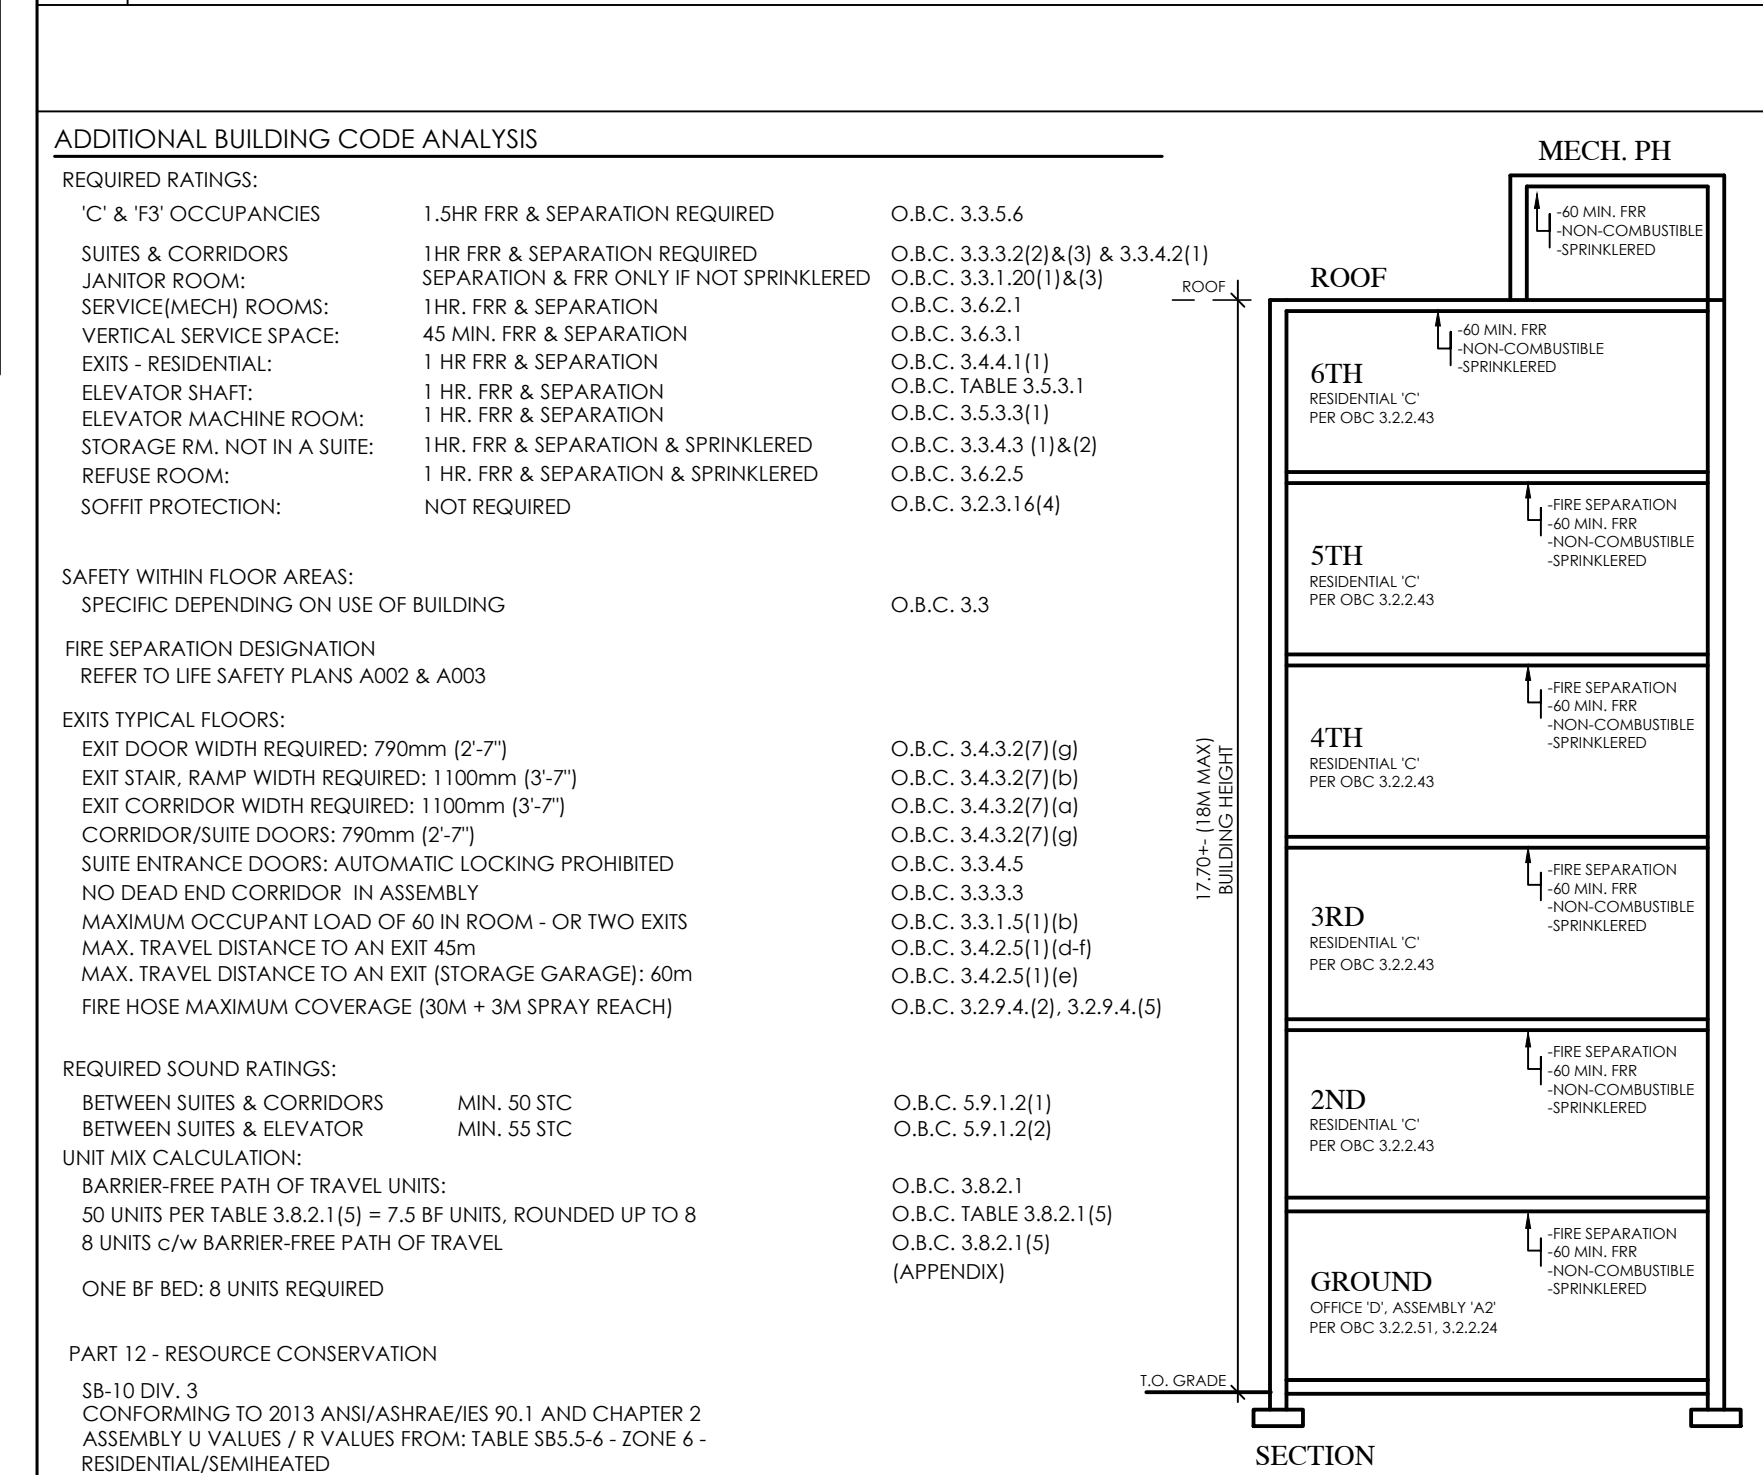 ADDITIONAL BUILDING CODE ANALYSIS
REQUIRED RATINGS:
'C' & 'F3' OCCUPANCIES 1.5HR FRR & SEPARATION REQUIRED O.B.C. 3.3.5.6
SUITES & CORRIDORS 1HR FRR & SEPARATION REQUIRED O.B.C. 3.3.3.2(2)&(3) & 3.3.4.2(1)
JANITOR ROOM: SEPARATION & FRR ONLY IF NOT SPRINKLERED O.B.C. 3.3.1.20(1)&(3)
SERVICE(MECH) ROOMS: 1HR. FRR & SEPARATION O.B.C. 3.6.2.1
VERTICAL SERVICE SPACE: 45 MIN. FRR & SEPARATION O.B.C. 3.6.3.1
EXITS - RESIDENTIAL: 1 HR FRR & SEPARATION O.B.C. 3.4.4.1(1)
ELEVATOR SHAFT: 1 HR. FRR & SEPARATION O.B.C. TABLE 3.5.3.1
ELEVATOR MACHINE ROOM: 1 HR. FRR & SEPARATION O.B.C. 3.5.3.3(1)
STORAGE RM. NOT IN A SUITE: 1HR. FRR & SEPARATION & SPRINKLERED O.B.C. 3.3.4.3 (1)&(2)
REFUSE ROOM: 1 HR. FRR & SEPARATION & SPRINKLERED O.B.C. 3.6.2.5
SOFFIT PROTECTION: NOT REQUIRED O.B.C. 3.2.3.16(4)
SAFETY WITHIN FLOOR AREAS:
SPECIFIC DEPENDING ON USE OF BUILDING O.B.C. 3.3
FIRE SEPARATION DESIGNATION
REFER TO LIFE SAFETY PLANS A002 & A003
EXITS TYPICAL FLOORS:
EXIT DOOR WIDTH REQUIRED: 790mm (2'-7") O.B.C. 3.4.3.2(7)(g)
EXIT STAIR, RAMP WIDTH REQUIRED: 1100mm (3'-7") O.B.C. 3.4.3.2(7)(b)
EXIT CORRIDOR WIDTH REQUIRED: 1100mm (3'-7") O.B.C. 3.4.3.2(7)(a)
CORRIDOR/SUITE DOORS: 790mm (2'-7") O.B.C. 3.4.3.2(7)(g)
SUITE ENTRANCE DOORS: AUTOMATIC LOCKING PROHIBITED O.B.C. 3.3.4.5
NO DEAD END CORRIDOR IN ASSEMBLY O.B.C. 3.3.3.3
MAXIMUM OCCUPANT LOAD OF 60 IN ROOM - OR TWO EXITS O.B.C. 3.3.1.5(1)(b)
MAX. TRAVEL DISTANCE TO AN EXIT 45m O.B.C. 3.4.2.5(1)(d-f)
MAX. TRAVEL DISTANCE TO AN EXIT (STORAGE GARAGE): 60m O.B.C. 3.4.2.5(1)(e)
FIRE HOSE MAXIMUM COVERAGE (30M + 3M SPRAY REACH) O.B.C. 3.2.9.4.(2), 3.2.9.4.(5)
REQUIRED SOUND RATINGS:
BETWEEN SUITES & CORRIDORS MIN. 50 STC O.B.C. 5.9.1.2(1)
BETWEEN SUITES & ELEVATOR MIN. 55 STC O.B.C. 5.9.1.2(2)
UNIT MIX CALCULATION:
BARRIER-FREE PATH OF TRAVEL UNITS: O.B.C. 3.8.2.1
50 UNITS PER TABLE 3.8.2.1(5) = 7.5 BF UNITS, ROUNDED UP TO 8 O.B.C. TABLE 3.8.2.1(5)
8 UNITS c/w BARRIER-FREE PATH OF TRAVEL O.B.C. 3.8.2.1(5)
(APPENDIX)
ONE BF BED: 8 UNITS REQUIRED
PART 12 - RESOURCE CONSERVATION
SB-10 DIV. 3
CONFORMING TO 2013 ANSI/ASHRAE/IES 90.1 AND CHAPTER 2
ASSEMBLY U VALUES / R VALUES FROM: TABLE SB5.5-6 - ZONE 6 -
RESIDENTIAL/SEMIHEATED
MECH. PH
-60 MIN. FRR
-NON-COMBUSTIBLE
-SPRINKLERED
ROOF
ROOF
-60 MIN. FRR
-NON-COMBUSTIBLE
-SPRINKLERED
6TH
RESIDENTIAL 'C'
PER OBC 3.2.2.43
-FIRE SEPARATION
-60 MIN. FRR
-NON-COMBUSTIBLE
-SPRINKLERED
5TH
RESIDENTIAL 'C'
PER OBC 3.2.2.43
-FIRE SEPARATION
-60 MIN. FRR
-NON-COMBUSTIBLE
-SPRINKLERED
4TH
RESIDENTIAL 'C'
PER OBC 3.2.2.43
17.70+- (18M MAX)
BUILDING HEIGHT
-FIRE SEPARATION
-60 MIN. FRR
-NON-COMBUSTIBLE
-SPRINKLERED
3RD
RESIDENTIAL 'C'
PER OBC 3.2.2.43
-FIRE SEPARATION
-60 MIN. FRR
-NON-COMBUSTIBLE
-SPRINKLERED
2ND
RESIDENTIAL 'C'
PER OBC 3.2.2.43
-FIRE SEPARATION
-60 MIN. FRR
-NON-COMBUSTIBLE
-SPRINKLERED
GROUND
OFFICE 'D', ASSEMBLY 'A2'
PER OBC 3.2.2.51, 3.2.2.24
T.O. GRADE
SECTION